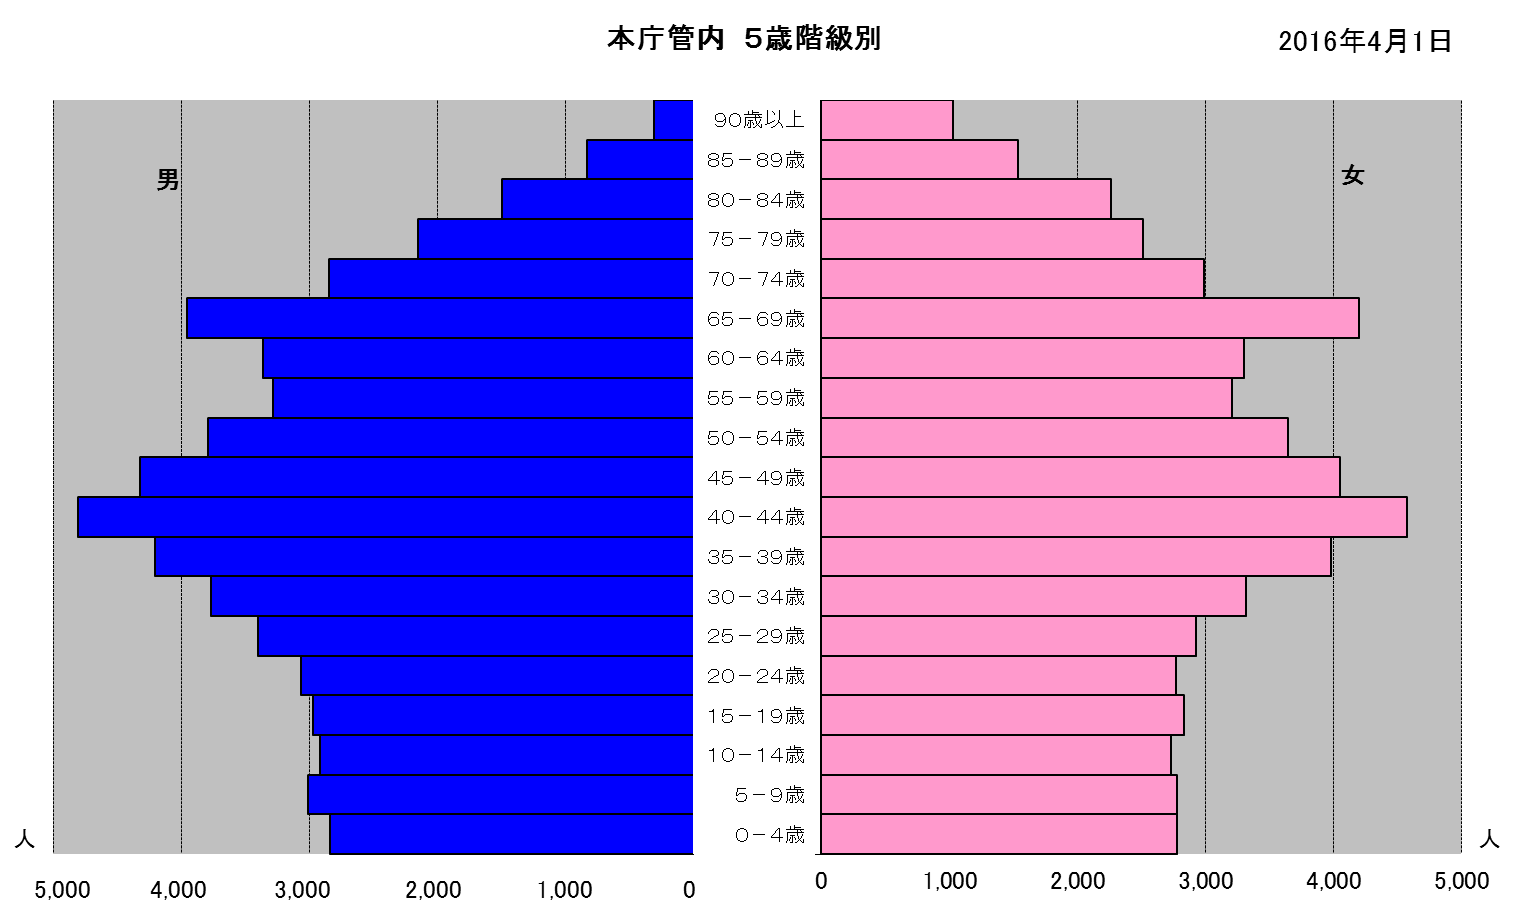 本庁管内 ５歳階級別
2016年4月1日
男
女
90歳以上
85－89歳
80－84歳
75－79歳
70－74歳
65－69歳
60－64歳
55－59歳
50－54歳
45－49歳
40－44歳
35－39歳
30－34歳
25－29歳
20－24歳
15－19歳
10－14歳
5－9歳
0－4歳
人
人
5,000 4,000 3,000 2,000 1,000 0
0 1,000 2,000 3,000 4,000 5,000